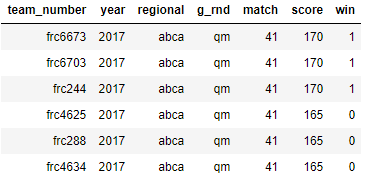 team_number year regional g_rnd match score win
frc6673 2017 abca qm 41 170 1
frc6703 2017 abca qm 41 170 1
frc244 2017 abca qm 41 170 1
frc4625 2017 abca qm 41 165 0
frc288 2017 abca qm 41 165 0
frc4634 2017 abca qm 41 165 0